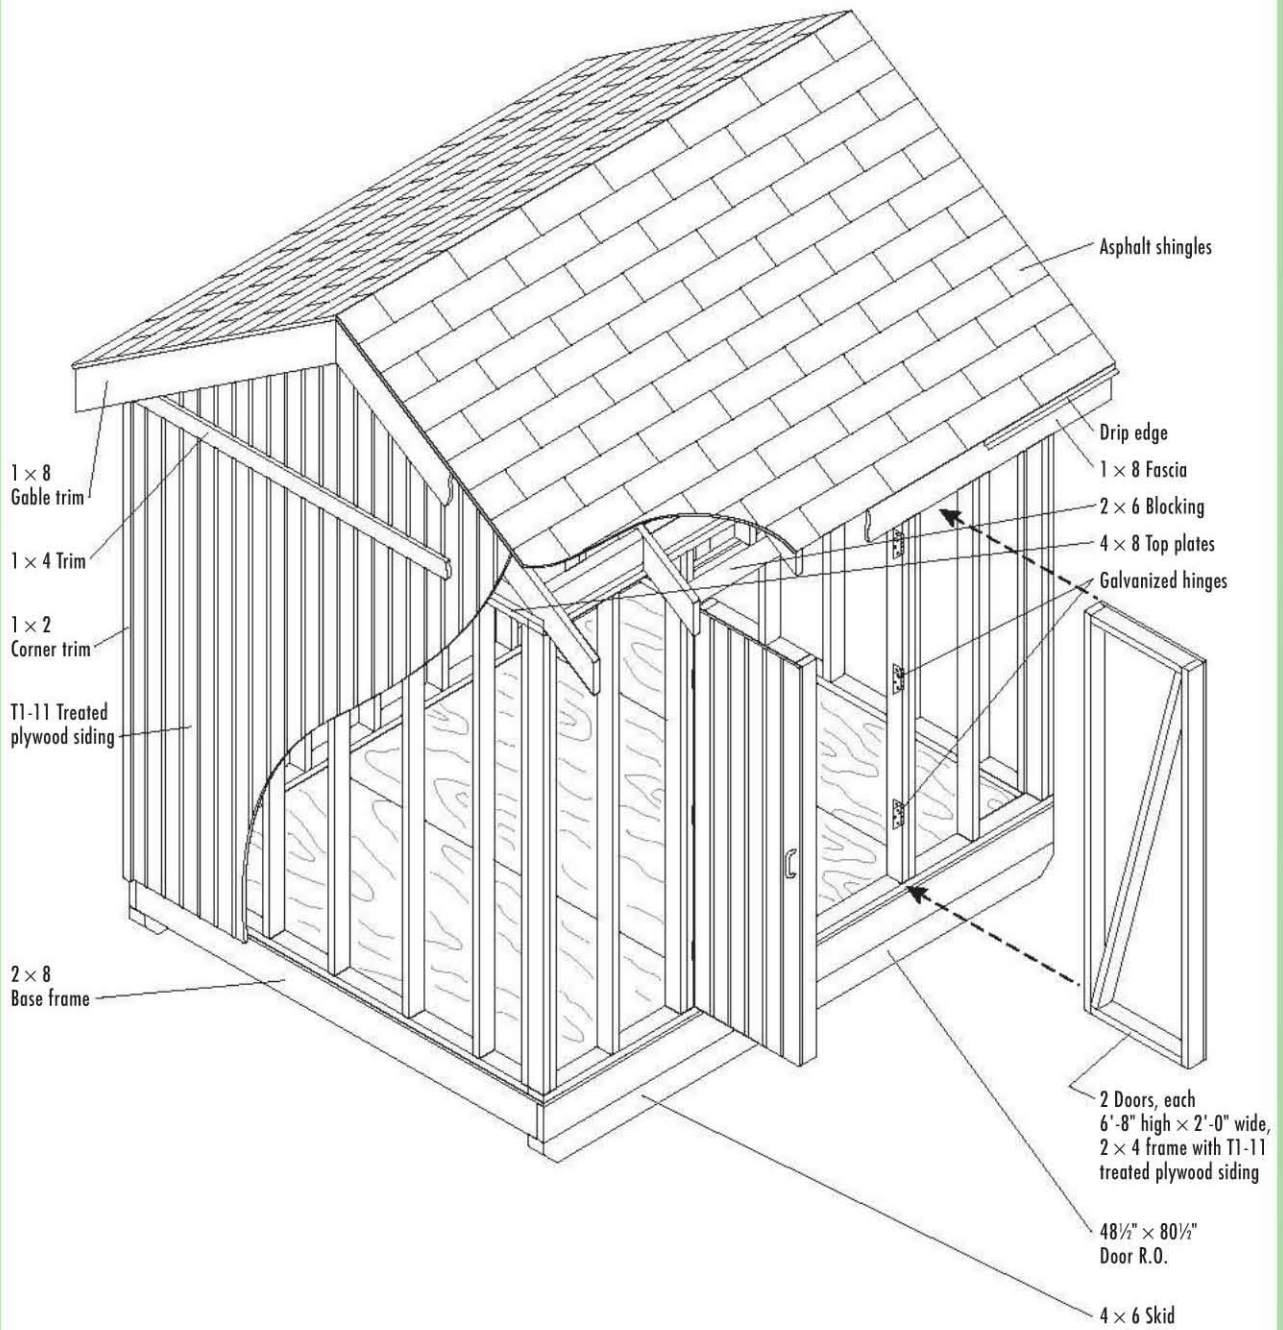 Asphalt shingles
Drip edge
1 × 8 Fascia
2 × 6 Blocking
4 × 8 Top plates
Galvanized hinges
1 × 8
Gable trim
1 × 4 Trim
1 × 2
Corner trim
T1-11 Treated
plywood siding
2 × 8
Base frame
2 Doors, each
6'-8" high × 2'-0" wide,
2 × 4 frame with T1-11
treated plywood siding
48½" × 80½"
Door R.O.
4 × 6 Skid